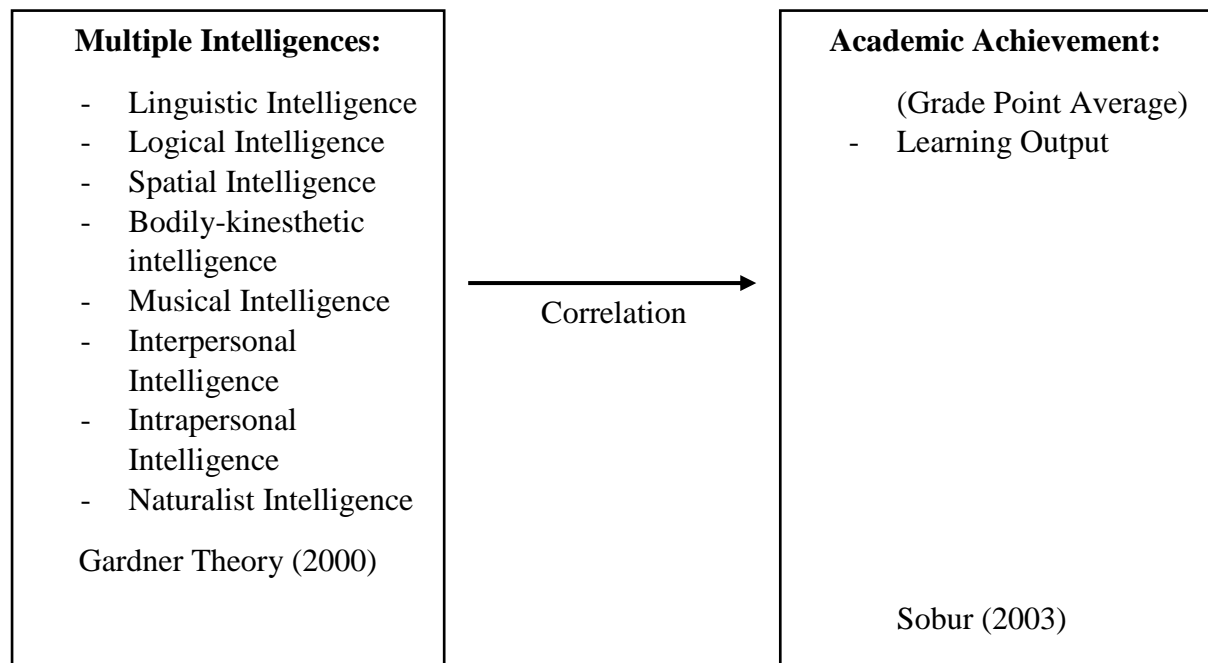 Multiple Intelligences:
- Linguistic Intelligence
- Logical Intelligence
- Spatial Intelligence
- Bodily-kinesthetic
intelligence
- Musical Intelligence
- Interpersonal
Intelligence
- Intrapersonal
Intelligence
- Naturalist Intelligence
Gardner Theory (2000)
Correlation
Academic Achievement:
(Grade Point Average)
- Learning Output
Sobur (2003)